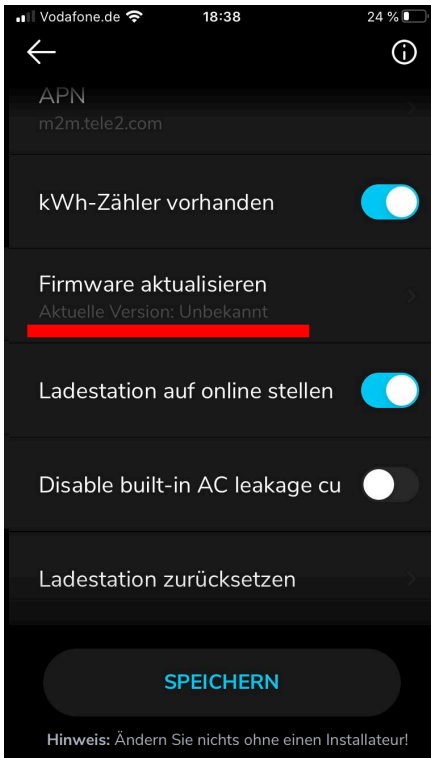 Vodafone.de 18:38 24 %
APN
m2m.tele2.com
kWh-Zähler vorhanden
Firmware aktualisieren
Aktuelle Version: Unbekannt
Ladestation auf online stellen
Disable built-in AC leakage cu
Ladestation zurücksetzen
SPEICHERN
Hinweis: Ändern Sie nichts ohne einen Installateur!